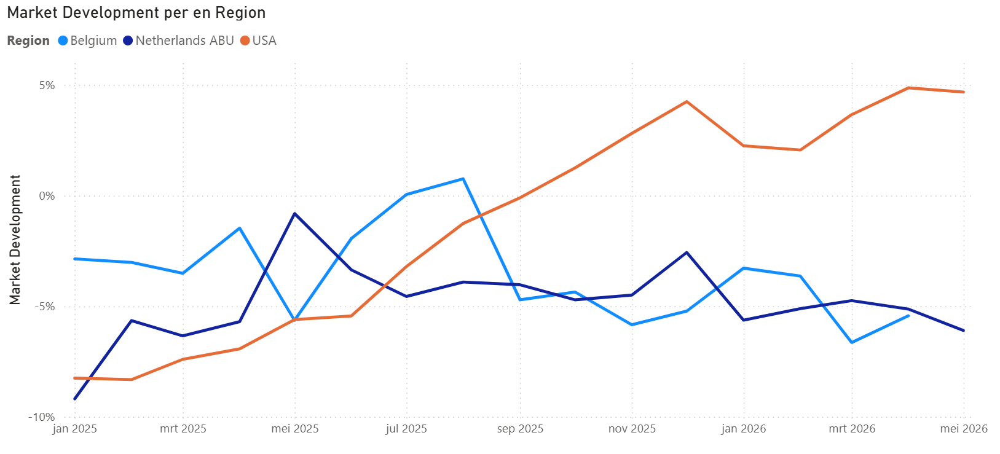 Market Development per en Region
Region Belgium Netherlands ABU USA
Market Development
5%
0%
-5%
-10%
jan 2025 mrt 2025 mei 2025 jul 2025 sep 2025 nov 2025 jan 2026 mrt 2026 mei 2026